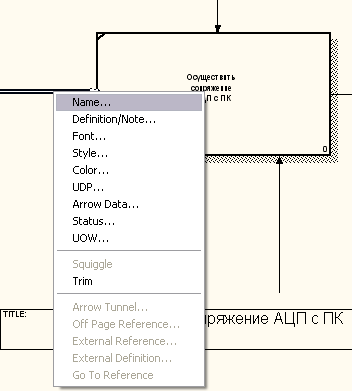 Осуществить
сопряжение
АЦП с ПК
0
Name...
Definition/Note...
Font...
Style...
Color...
UDP...
Arrow Data...
Status...
UOW...
Squiggle
Trim
Arrow Tunnel...
Off Page Reference...
External Reference...
External Definition...
Go To Reference
TITLE:
пряжение АЦП с ПК